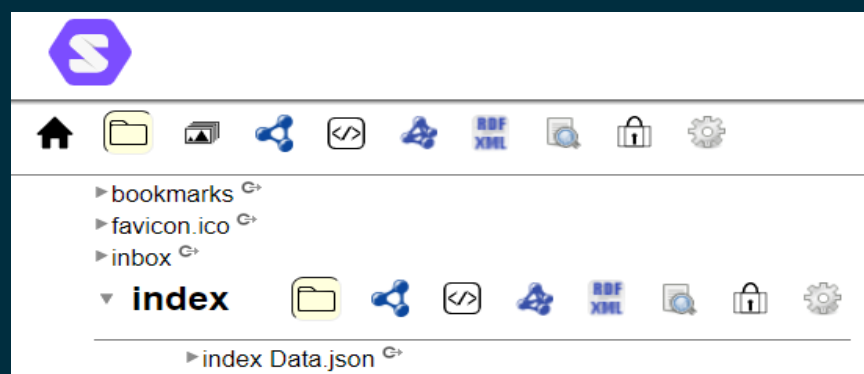 S
RDF
XML
bookmarks
favicon.ico
inbox
index
RDF
XML
index Data.json